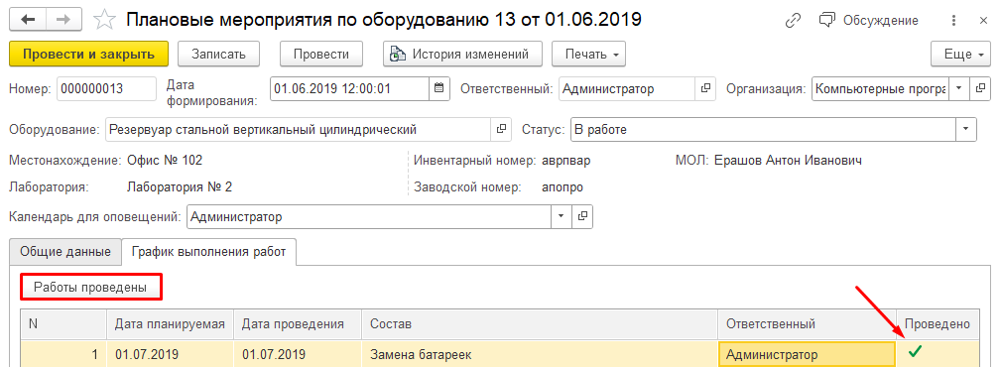 Плановые мероприятия по оборудованию 13 от 01.06.2019 Обсуждение
Провести и закрыть Записать Провести История изменений Печать Еще
Номер: 000000013 Дата формирования: 01.06.2019 12:00:01 Ответственный: Администратор Организация: Компьютерные програ
Оборудование: Резервуар стальной вертикальный цилиндрический Статус: В работе
Местонахождение: Офис № 102 Инвентарный номер: аврпвар МОЛ: Ерашов Антон Иванович
Лаборатория: Лаборатория № 2 Заводской номер: апопро
Календарь для оповещений: Администратор
Общие данные График выполнения работ
Работы проведены
N Дата планируемая Дата проведения Состав Ответственный Проведено
1 01.07.2019 01.07.2019 Замена батареек Администратор